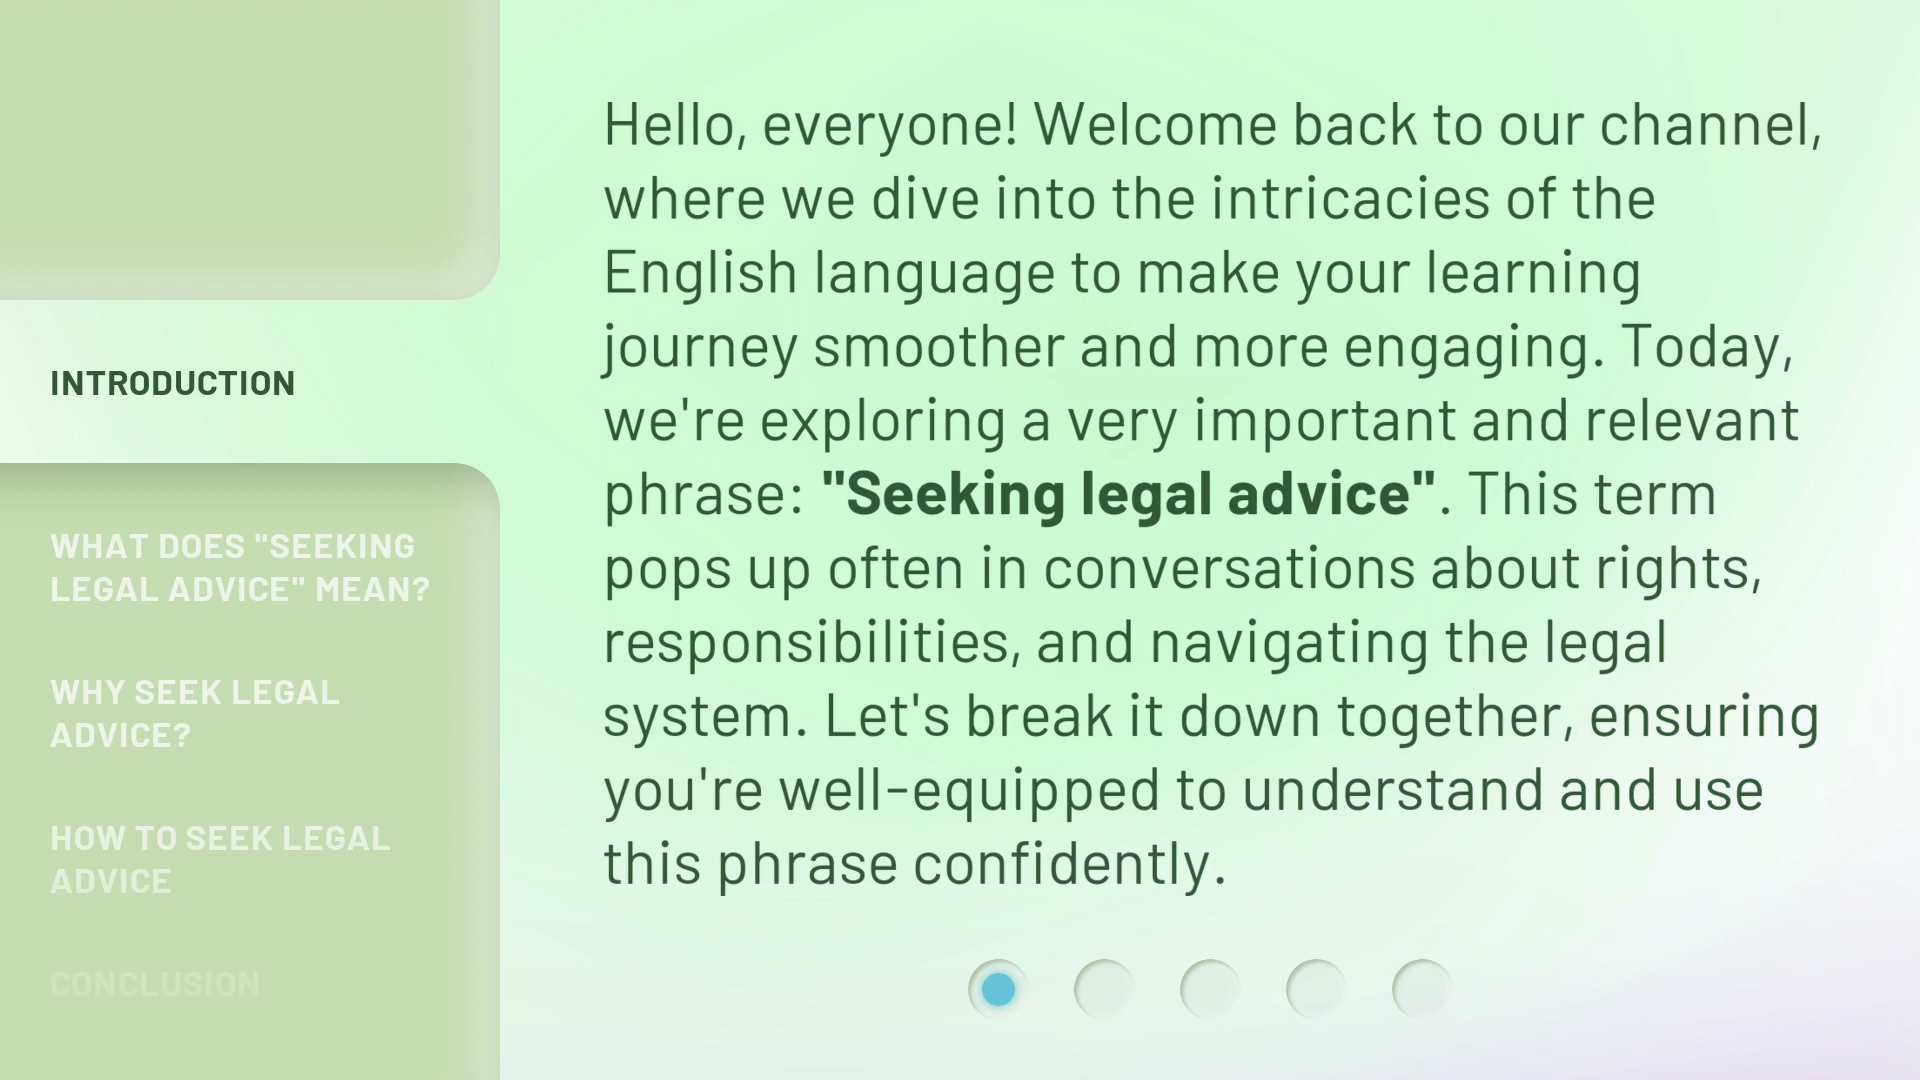 INTRODUCTION
WHAT DOES "SEEKING
LEGAL ADVICE" MEAN?
WHY SEEK LEGAL
ADVICE?
HOW TO SEEK LEGAL
ADVICE
CONCLUSION
Hello, everyone! Welcome back to our channel,
where we dive into the intricacies of the
English language to make your learning
journey smoother and more engaging. Today,
we're exploring a very important and relevant
phrase: "Seeking legal advice". This term
pops up often in conversations about rights,
responsibilities, and navigating the legal
system. Let's break it down together, ensuring
you're well-equipped to understand and use
this phrase confidently.